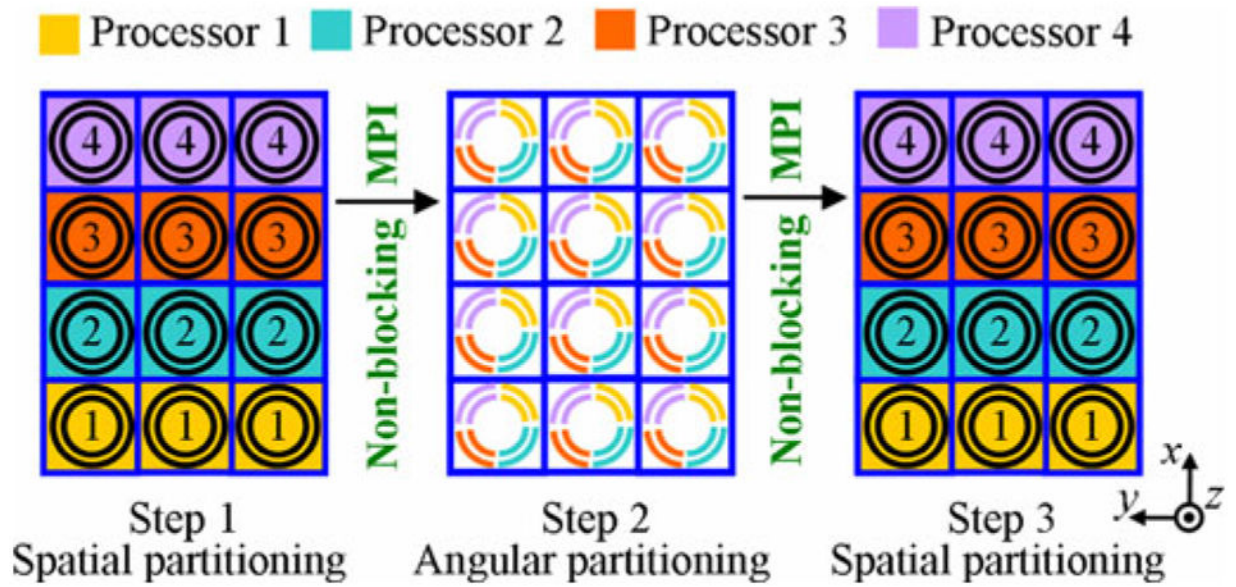 Processor 1 Processor 2 Processor 3 Processor 4
4 4 4
3 3 3
2 2 2
1 1 1
Non-blocking MPI
Non-blocking MPI
4 4 4
3 3 3
2 2 2
1 1 1
x
y
z
Step 1
Spatial partitioning
Step 2
Angular partitioning
Step 3
Spatial partitioning